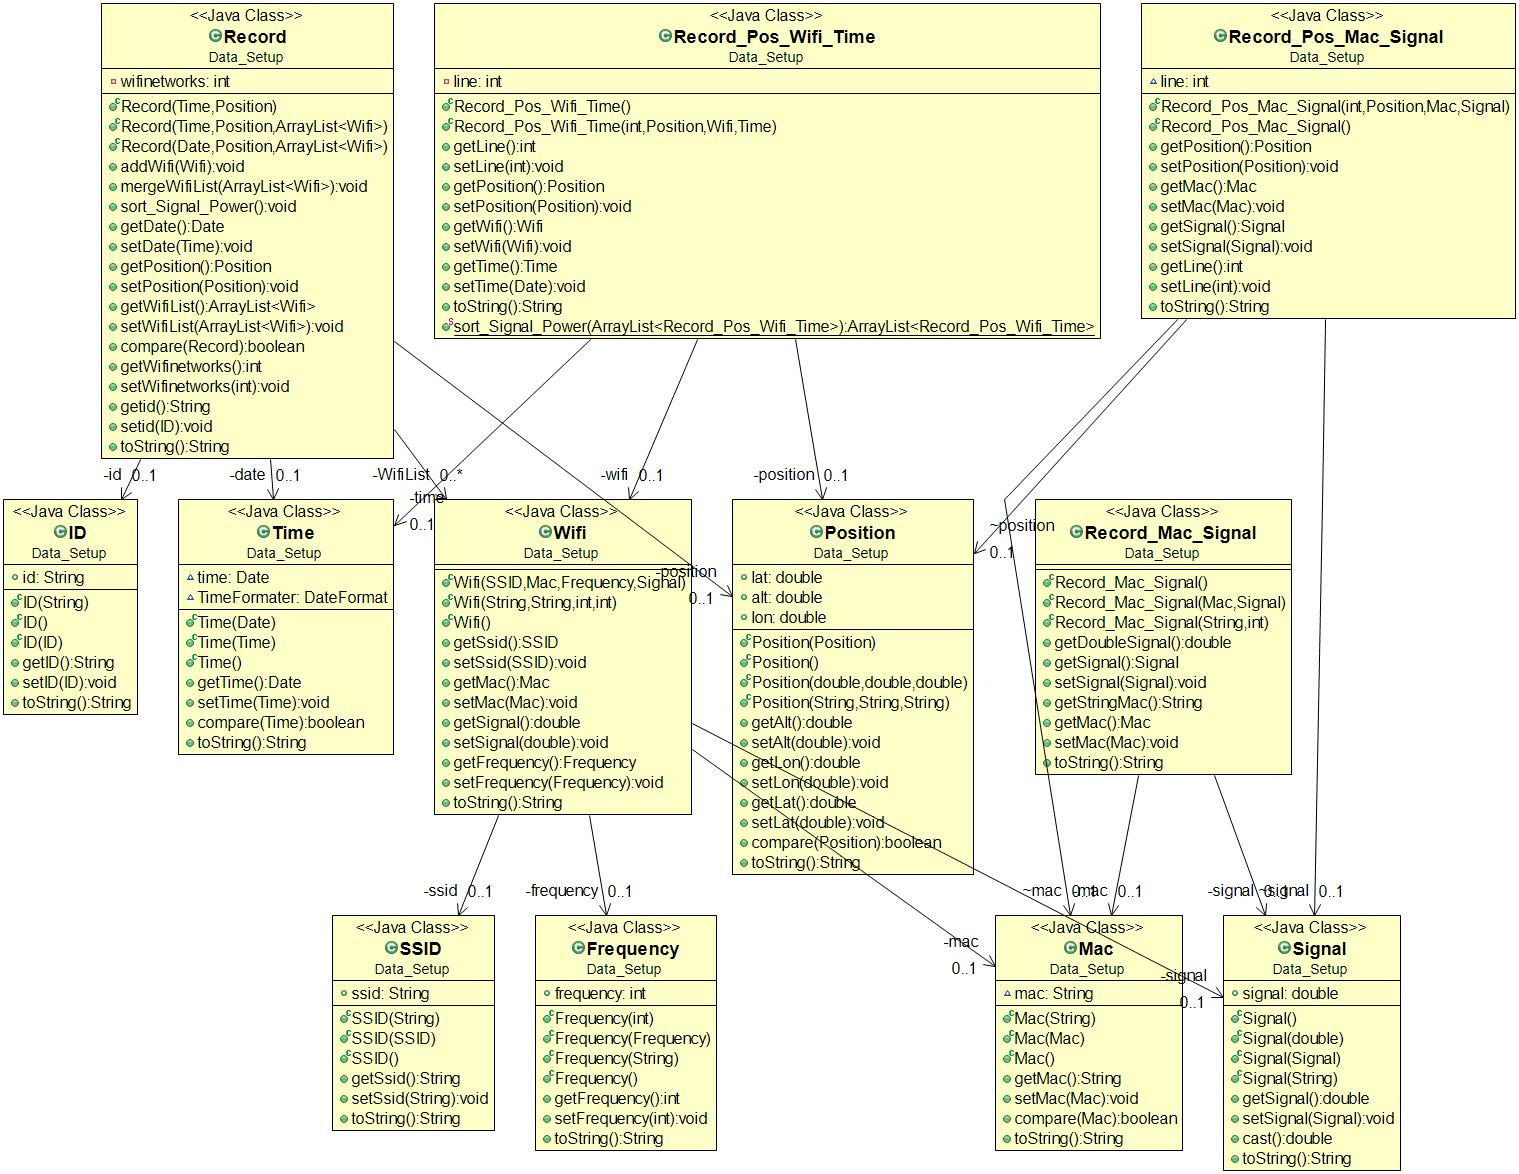 <<Java Class>>
Record
Data_Setup
wifinetworks: int
Record(Time,Position)
Record(Time,Position,ArrayList<Wifi>)
Record(Date,Position,ArrayList<Wifi>)
addWifi(Wifi):void
mergeWifiList(ArrayList<Wifi>):void
sort_Signal_Power():void
getDate():Date
setDate(Time):void
getPosition():Position
setPosition(Position):void
getWifiList():ArrayList<Wifi>
setWifiList(ArrayList<Wifi>):void
compare(Record):boolean
getWifinetworks():int
setWifinetworks(int):void
getid():String
setid(ID):void
toString():String
<<Java Class>>
Record_Pos_Wifi_Time
Data_Setup
line: int
Record_Pos_Wifi_Time()
Record_Pos_Wifi_Time(int,Position,Wifi,Time)
getLine():int
setLine(int):void
getPosition():Position
setPosition(Position):void
getWifi():Wifi
setWifi(Wifi):void
getTime():Time
setTime(Date):void
toString():String
sort_Signal_Power(ArrayList<Record_Pos_Wifi_Time>):ArrayList<Record_Pos_Wifi_Time>
<<Java Class>>
Record_Pos_Mac_Signal
Data_Setup
line: int
Record_Pos_Mac_Signal(int,Position,Mac,Signal)
Record_Pos_Mac_Signal()
getPosition():Position
setPosition(Position):void
getMac():Mac
setMac(Mac):void
getSignal():Signal
setSignal(Signal):void
getLine():int
setLine(int):void
toString():String
-id 0..1
-date 0..1
-WifiList 0..*
-time
0..1
-wifi 0..1
-position 0..1
~position
0..1
-position
0..1
<<Java Class>>
ID
Data_Setup
id: String
ID(String)
ID()
ID(ID)
getID():String
setID(ID):void
toString():String
<<Java Class>>
Time
Data_Setup
time: Date
TimeFormater: DateFormat
Time(Date)
Time(Time)
Time()
getTime():Date
setTime(Time):void
compare(Time):boolean
toString():String
<<Java Class>>
Wifi
Data_Setup
Wifi(SSID,Mac,Frequency,Signal)
Wifi(String,String,int,int)
Wifi()
getSsid():SSID
setSsid(SSID):void
getMac():Mac
setMac(Mac):void
getSignal():double
setSignal(double):void
getFrequency():Frequency
setFrequency(Frequency):void
toString():String
<<Java Class>>
Position
Data_Setup
lat: double
alt: double
lon: double
Position(Position)
Position()
Position(double,double,double)
Position(String,String,String)
getAlt():double
setAlt(double):void
getLon():double
setLon(double):void
getLat():double
setLat(double):void
compare(Position):boolean
toString():String
<<Java Class>>
Record_Mac_Signal
Data_Setup
Record_Mac_Signal()
Record_Mac_Signal(Mac,Signal)
Record_Mac_Signal(String,int)
getDoubleSignal():double
getSignal():Signal
setSignal(Signal):void
getStringMac():String
getMac():Mac
setMac(Mac):void
toString():String
-ssid 0..1
-frequency 0..1
~mac 0..1
-mac 0..1
-signal 0..1
~signal 0..1
-mac
0..1
-signal
0..1
<<Java Class>>
SSID
Data_Setup
ssid: String
SSID(String)
SSID(SSID)
SSID()
getSsid():String
setSsid(String):void
toString():String
<<Java Class>>
Frequency
Data_Setup
frequency: int
Frequency(int)
Frequency(Frequency)
Frequency(String)
Frequency()
getFrequency():int
setFrequency(int):void
toString():String
<<Java Class>>
Mac
Data_Setup
mac: String
Mac(String)
Mac(Mac)
Mac()
getMac():String
setMac(Mac):void
compare(Mac):boolean
toString():String
<<Java Class>>
Signal
Data_Setup
signal: double
Signal()
Signal(double)
Signal(Signal)
Signal(String)
getSignal():double
setSignal(Signal):void
cast():double
toString():String